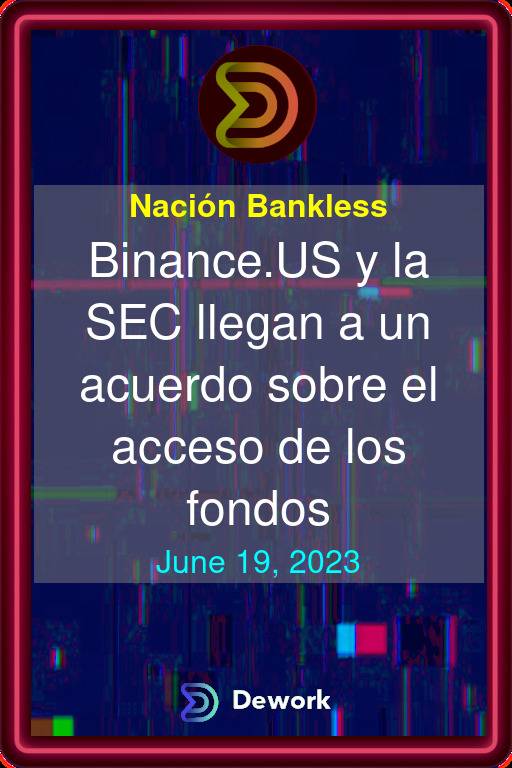 Nación Bankless
Binance.US y la
SEC llegan a un
acuerdo sobre el
acceso de los
fondos
June 19, 2023
Dework